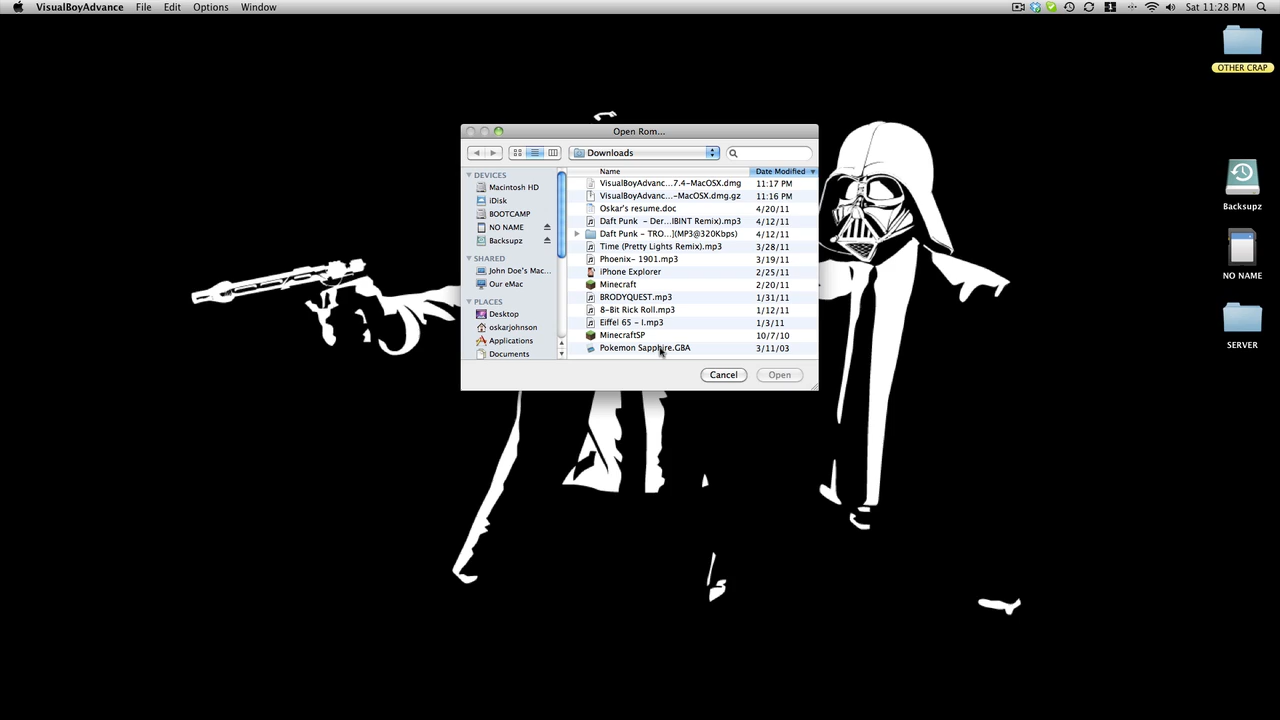 VisualBoyAdvance File Edit Options Window Sat 11:28 PM
OTHER CRAP
Backsupz
NO NAME
SERVER
Open Rom...
Downloads
DEVICES
Macintosh HD
iDisk
BOOTCAMP
NO NAME
Backsupz
SHARED
John Doe's Mac...
Our eMac
PLACES
Desktop
oskarjohnson
Applications
Documents
Name Date Modified
VisualBoyAdvanc...7.4-MacOSX.dmg 11:17 PM
VisualBoyAdvanc...-MacOSX.dmg.gz 11:16 PM
Oskar's resume.doc 4/20/11
Daft Punk - Der...IBINT Remix).mp3 4/12/11
Daft Punk - TRO...](MP3@320Kbps) 4/12/11
Time (Pretty Lights Remix).mp3 3/28/11
Phoenix- 1901.mp3 3/19/11
iPhone Explorer 2/25/11
Minecraft 2/20/11
BRODYQUEST.mp3 1/31/11
8-Bit Rick Roll.mp3 1/12/11
Eiffel 65 - I.mp3 1/3/11
MinecraftSP 10/7/10
Pokemon Sapphire.GBA 3/11/03
Cancel Open